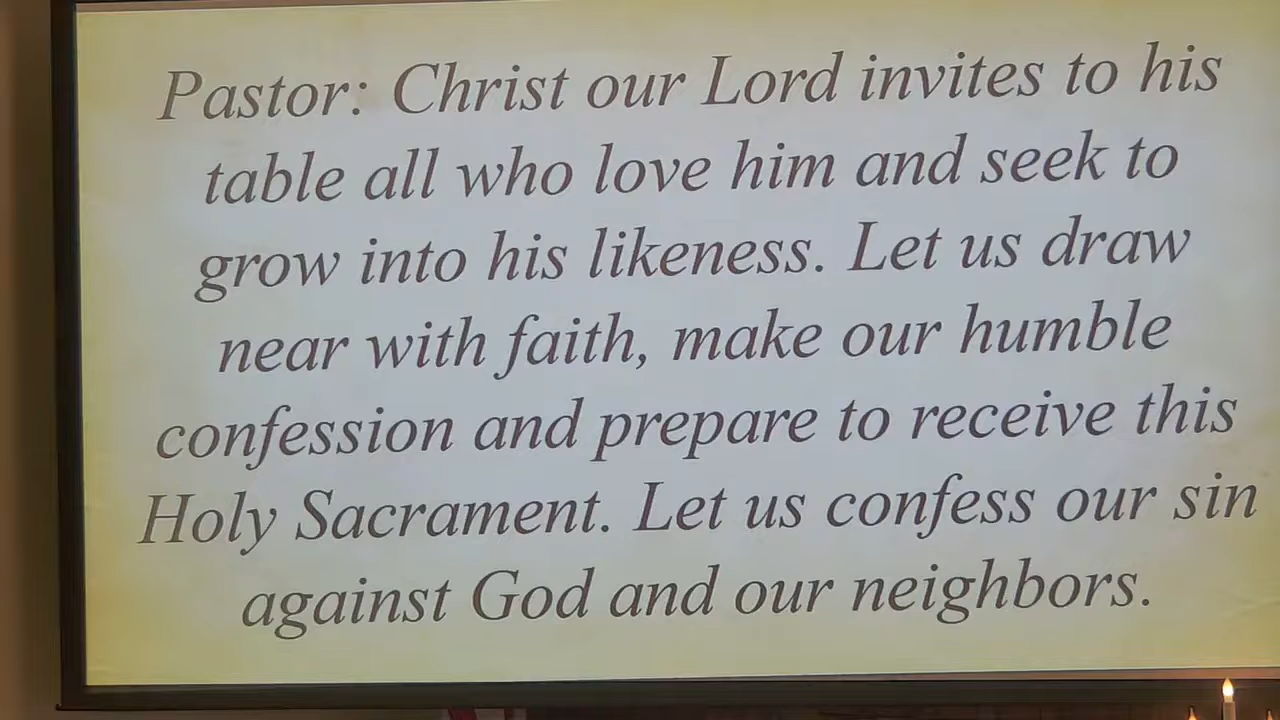 Pastor: Christ our Lord invites to his
table all who love him and seek to
grow into his likeness. Let us draw
near with faith, make our humble
confession and prepare to receive this
Holy Sacrament. Let us confess our sin
against God and our neighbors.